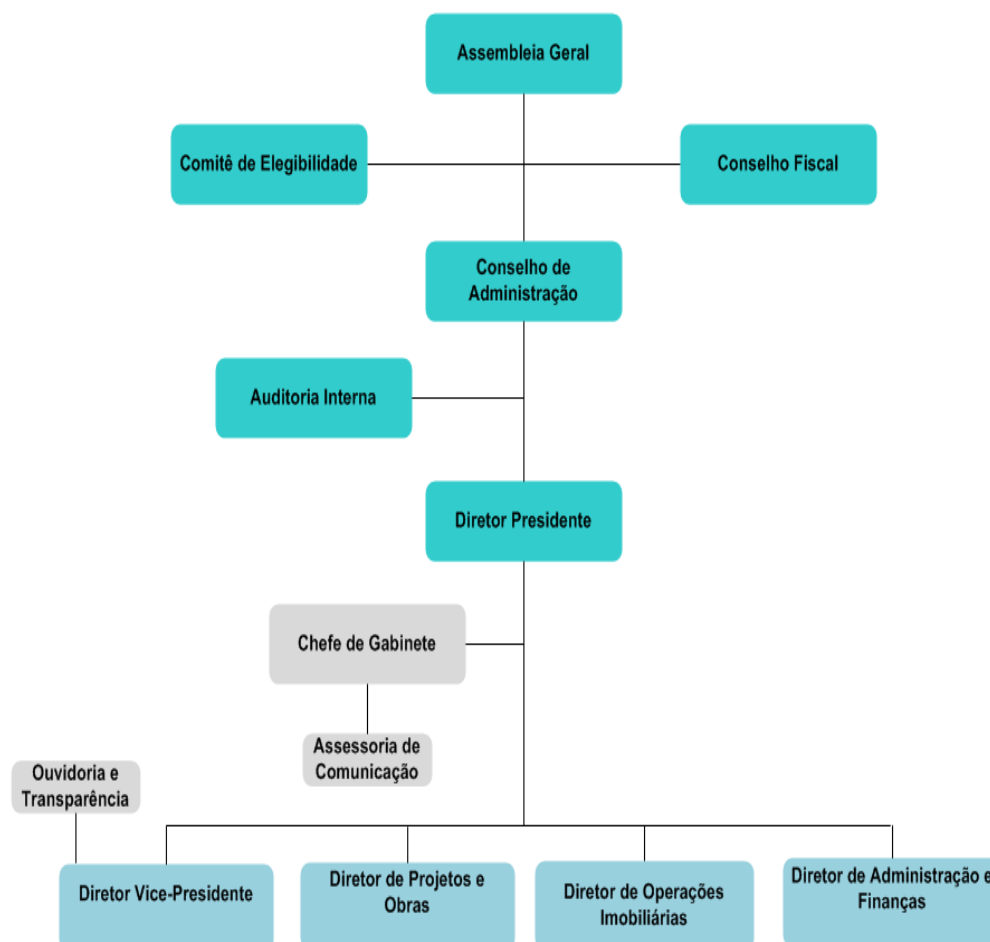 Assembleia Geral
Comitê de Elegibilidade
Conselho Fiscal
Conselho de
Administração
Auditoria Interna
Diretor Presidente
Chefe de Gabinete
Assessoria de
Comunicação
Ouvidoria e
Transparência
Diretor Vice-Presidente
Diretor de Projetos e
Obras
Diretor de Operações
Imobiliárias
Diretor de Administração e
Finanças